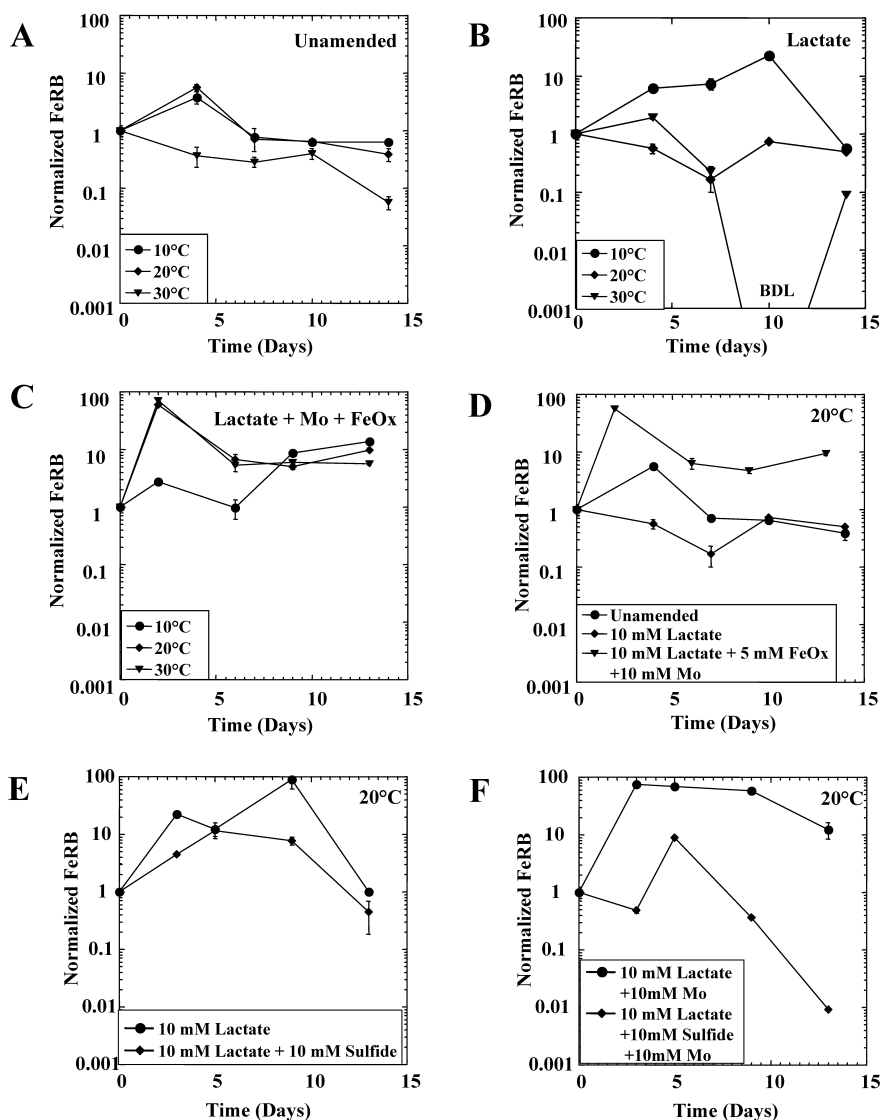 A
Unamended
100
10
1
0.1
0.01
0.001
Normalized FeRB
10°C
20°C
30°C
0
5
10
15
Time (Days)
B
Lactate
100
10
1
0.1
0.01
0.001
Normalized FeRB
10°C
20°C
30°C
BDL
0
5
10
15
Time (days)
C
Lactate + Mo + FeOx
100
10
1
0.1
0.01
0.001
Normalized FeRB
10°C
20°C
30°C
0
5
10
15
Time (Days)
D
20°C
100
10
1
0.1
0.01
0.001
Normalized FeRB
Unamended
10 mM Lactate
10 mM Lactate + 5 mM FeOx
+10 mM Mo
0
5
10
15
Time (Days)
E
20°C
100
10
1
0.1
0.01
0.001
Normalized FeRB
10 mM Lactate
10 mM Lactate + 10 mM Sulfide
0
5
10
15
Time (Days)
F
20°C
100
10
1
0.1
0.01
0.001
Normalized FeRB
10 mM Lactate
+10mM Mo
10 mM Lactate
+10mM Sulfide
+10mM Mo
0
5
10
15
Time (Days)